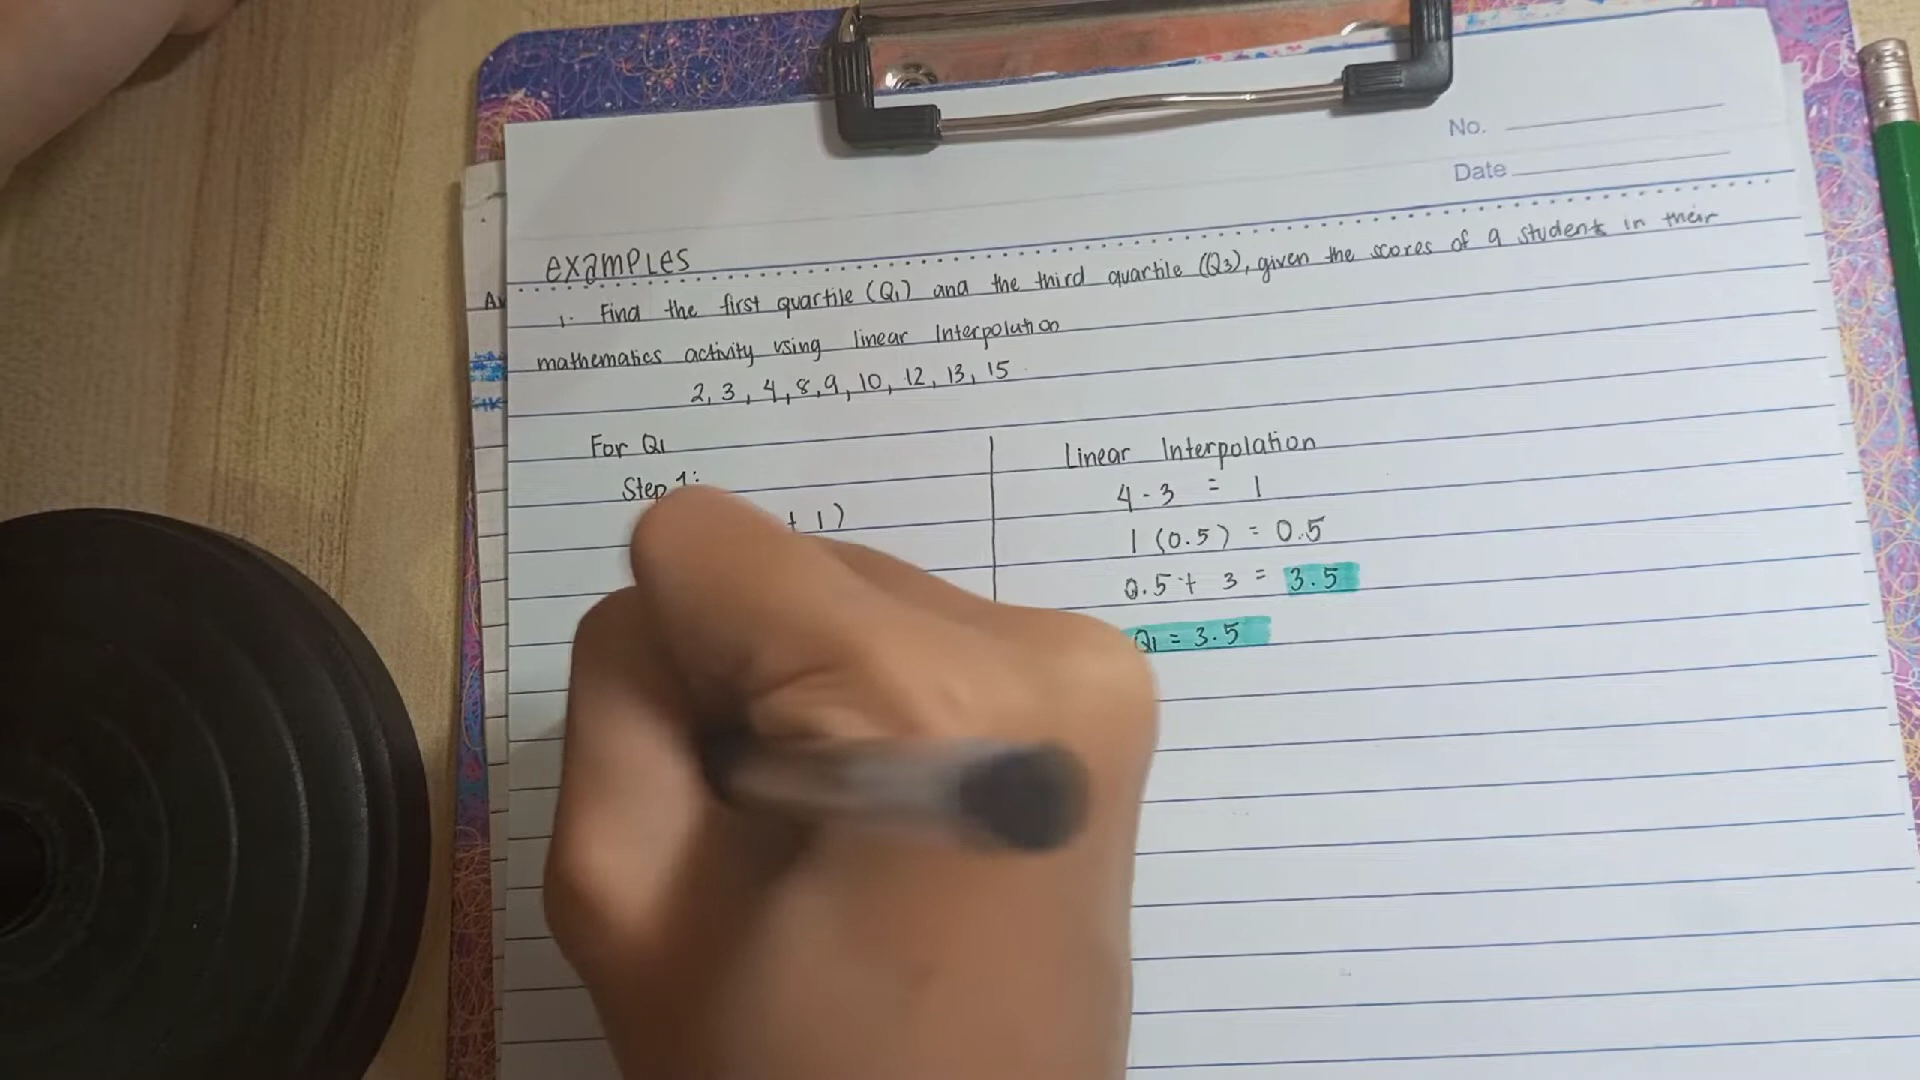 No.
Date
examples
1. Find the first quartile (Q1) and the third quartile (Q3), given the scores of 9 students in their
mathematics activity using linear Interpolation
2, 3, 4, 8, 9, 10, 12, 13, 15
For Q1
Step 1:
+ 1)
Linear Interpolation
4 - 3 = 1
1 (0.5) = 0.5
0.5 + 3 = 3.5
Q1 = 3.5